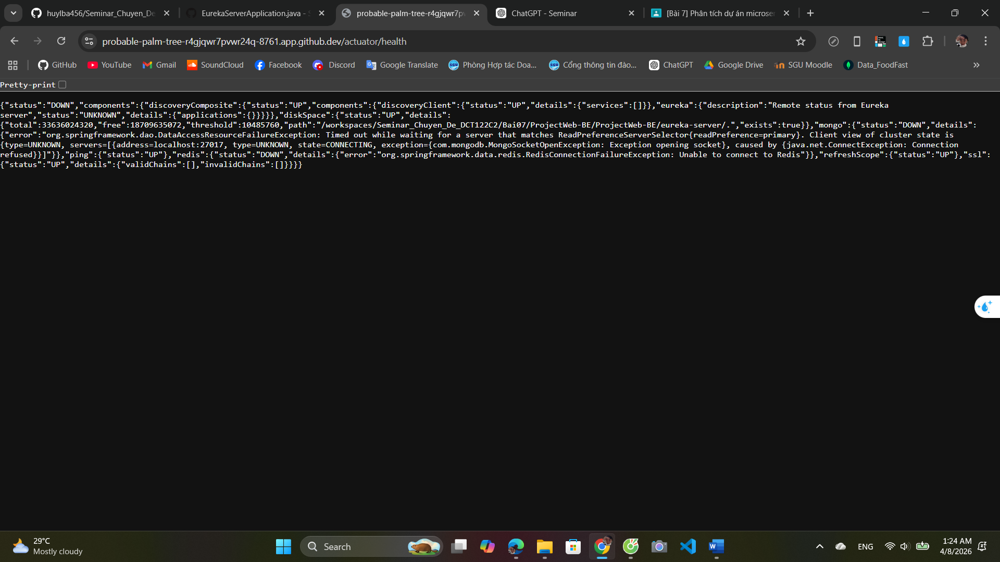 huylba456/Seminar_Chuyen_De
EurekaServerApplication.java - S
probable-palm-tree-r4gjqwr7pv
ChatGPT - Seminar
[Bài 7] Phân tích dự án microser
probable-palm-tree-r4gjqwr7pvwr24q-8761.app.github.dev/actuator/health
GitHub
YouTube
Gmail
SoundCloud
Facebook
Discord
Google Translate
Phòng Hợp tác Doa...
Cổng thông tin đào...
ChatGPT
Google Drive
SGU Moodle
Data_FoodFast
Pretty-print
{"status":"DOWN","components":{"discoveryComposite":{"status":"UP","components":{"discoveryClient":{"status":"UP","details":{"services":[]}},"eureka":{"description":"Remote status from Eureka
server","status":"UNKNOWN","details":{"applications":{}}}}},"diskSpace":{"status":"UP","details":
{"total":33636024320,"free":18709635072,"threshold":10485760,"path":"/workspaces/Seminar_Chuyen_De_DCT122C2/Bai07/ProjectWeb-BE/ProjectWeb-BE/eureka-server/.","exists":true}},"mongo":{"status":"DOWN","details":
{"error":"org.springframework.dao.DataAccessResourceFailureException: Timed out while waiting for a server that matches ReadPreferenceServerSelector{readPreference=primary}. Client view of cluster state is
{type=UNKNOWN, servers=[{address=localhost:27017, type=UNKNOWN, state=CONNECTING, exception={com.mongodb.MongoSocketOpenException: Exception opening socket}, caused by {java.net.ConnectException: Connection
refused}}]"}},"ping":{"status":"UP"},"redis":{"status":"DOWN","details":{"error":"org.springframework.data.redis.RedisConnectionFailureException: Unable to connect to Redis"}},"refreshScope":{"status":"UP"},"ssl":
{"status":"UP","details":{"validChains":[],"invalidChains":[]}}}}
29°C
Mostly cloudy
Search
ENG
1:24 AM
4/8/2026